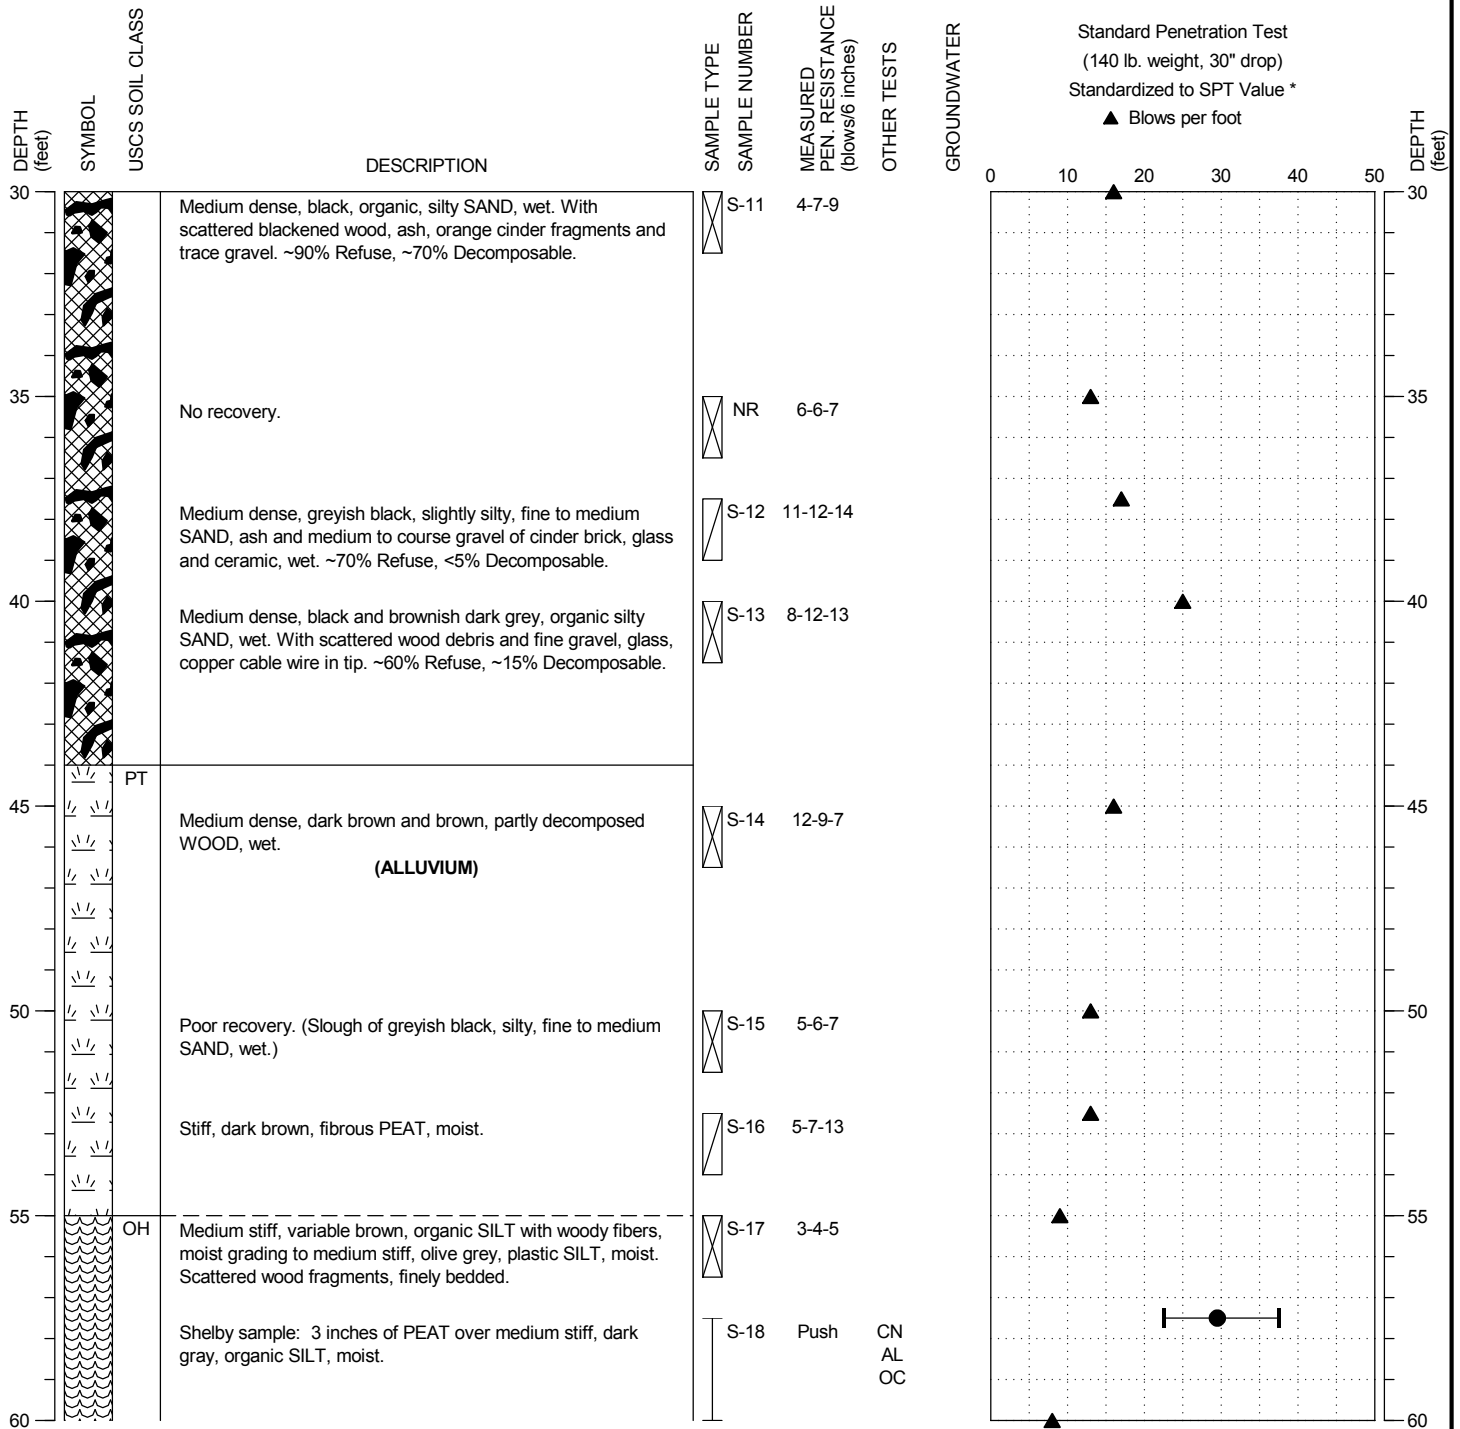 DEPTH
(feet)
SYMBOL
USCS SOIL CLASS
DESCRIPTION
SAMPLE TYPE
SAMPLE NUMBER
MEASURED
PEN. RESISTANCE
(blows/6 inches)
OTHER TESTS
GROUNDWATER
Standard Penetration Test
(140 lb. weight, 30" drop)
Standardized to SPT Value *
▲ Blows per foot
DEPTH
(feet)
0 10 20 30 40 50
30
Medium dense, black, organic, silty SAND, wet. With
scattered blackened wood, ash, orange cinder fragments and
trace gravel. ~90% Refuse, ~70% Decomposable.
S-11 4-7-9
30
35
No recovery.
NR 6-6-7
35
Medium dense, greyish black, slightly silty, fine to medium
SAND, ash and medium to course gravel of cinder brick, glass
and ceramic, wet. ~70% Refuse, <5% Decomposable.
S-12 11-12-14
40
Medium dense, black and brownish dark grey, organic silty
SAND, wet. With scattered wood debris and fine gravel, glass,
copper cable wire in tip. ~60% Refuse, ~15% Decomposable.
S-13 8-12-13
40
PT
45
Medium dense, dark brown and brown, partly decomposed
WOOD, wet.
(ALLUVIUM)
S-14 12-9-7
45
50
Poor recovery. (Slough of greyish black, silty, fine to medium
SAND, wet.)
S-15 5-6-7
50
Stiff, dark brown, fibrous PEAT, moist.
S-16 5-7-13
55
OH
Medium stiff, variable brown, organic SILT with woody fibers,
moist grading to medium stiff, olive grey, plastic SILT, moist.
Scattered wood fragments, finely bedded.
S-17 3-4-5
55
Shelby sample: 3 inches of PEAT over medium stiff, dark
gray, organic SILT, moist.
S-18 Push CN
AL
OC
60
60